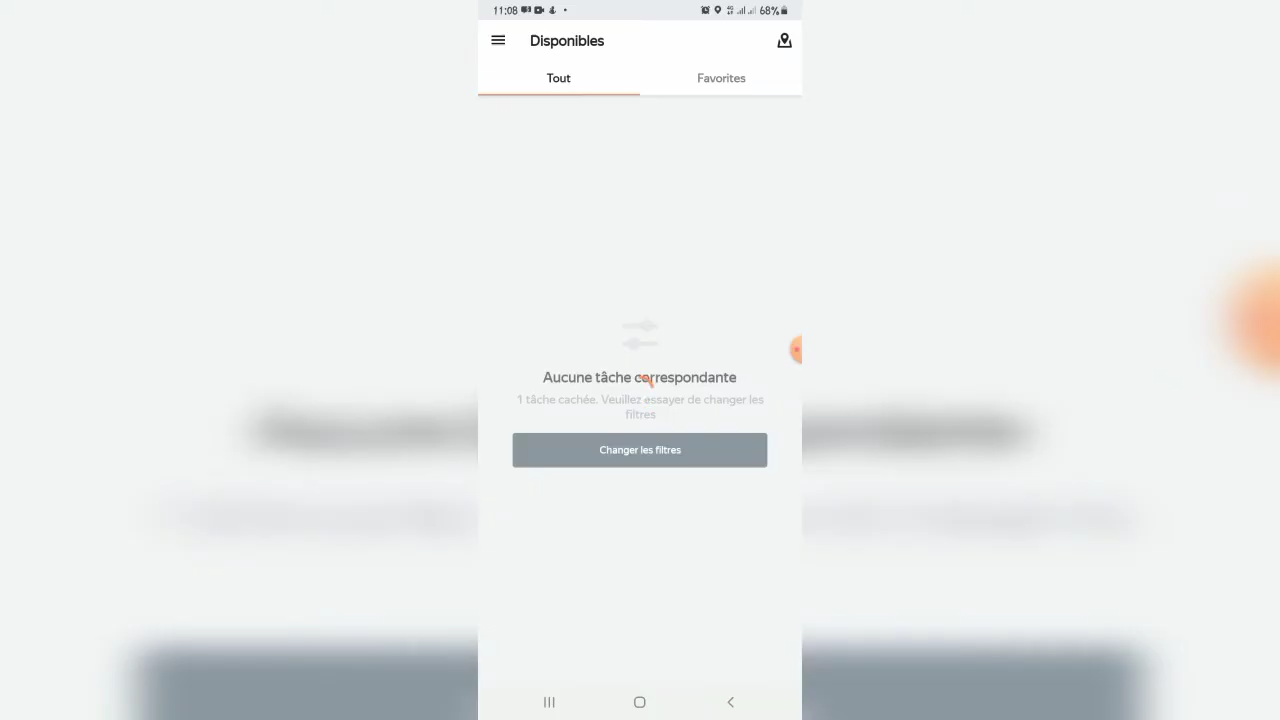 11:08
68%
Disponibles
Tout
Favorites
Aucune tâche correspondante
1 tâche cachée. Veuillez essayer de changer les
filtres
Changer les filtres